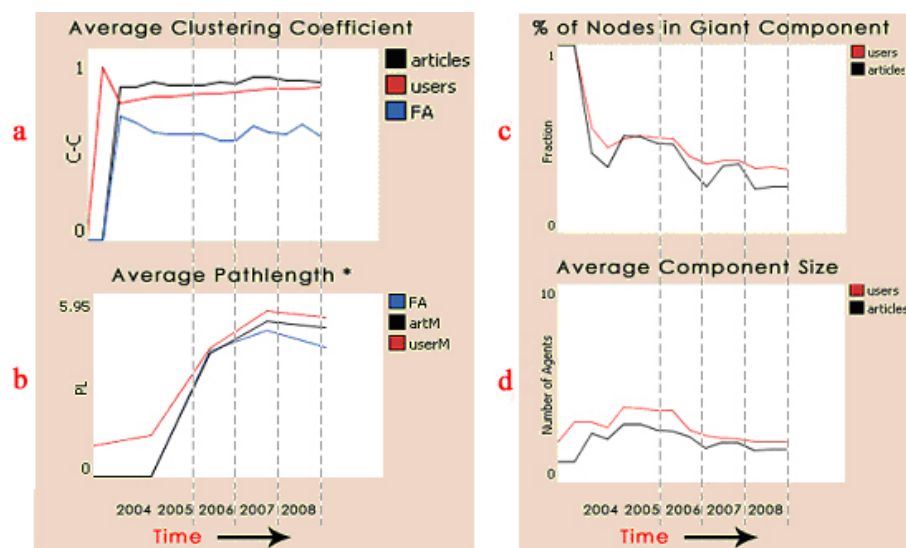 Average Clustering Coefficient
a
1
C-C
0
articles
users
FA
Average Pathlength *
b
5.95
PL
0
FA
artM
userM
2004 2005 2006 2007 2008
Time
% of Nodes in Giant Component
c
1
Fraction
0
users
articles
Average Component Size
d
10
Number of Agents
0
users
articles
2004 2005 2006 2007 2008
Time